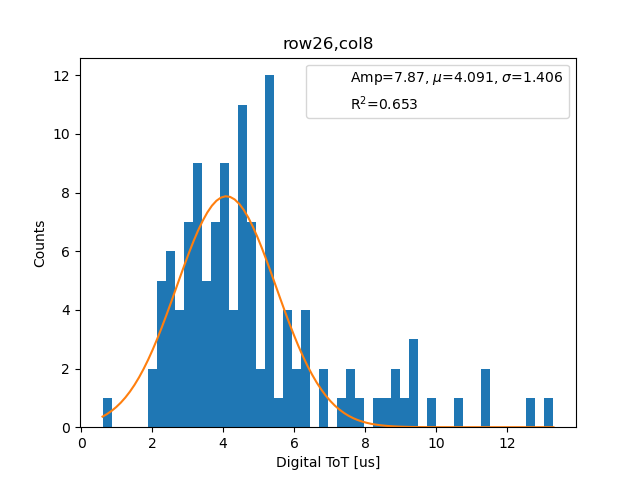 row26,col8
Amp=7.87, μ=4.091, σ=1.406
R²=0.653
Counts
12
10
8
6
4
2
0
0 2 4 6 8 10 12
Digital ToT [us]